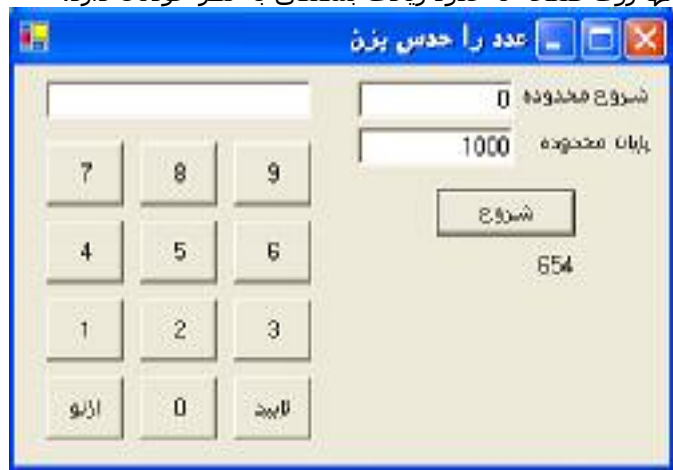 عدد را حدس بزن
شروع محدوده 0
پایان محدوده 1000
شروع
654
7 8 9
4 5 6
1 2 3
ازنو 0 تایید